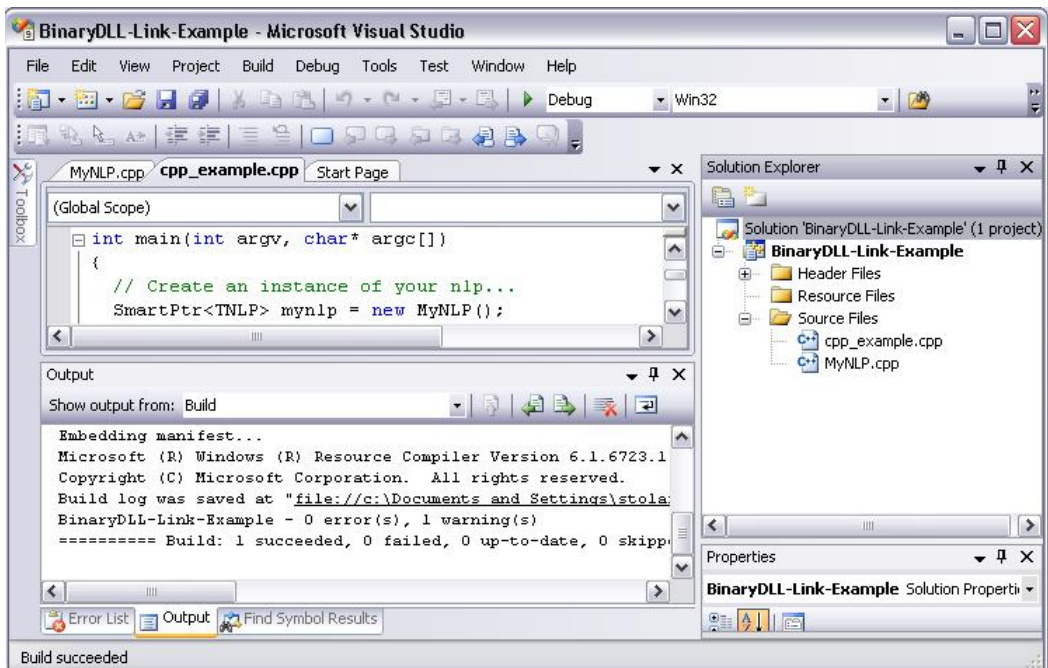 BinaryDLL-Link-Example - Microsoft Visual Studio
File Edit View Project Build Debug Tools Test Window Help
Debug Win32
Toolbox
MyNLP.cpp cpp_example.cpp Start Page
(Global Scope)
int main(int argv, char* argc[])
{
// Create an instance of your nlp...
SmartPtr<TNLP> mynlp = new MyNLP();
Output
Show output from: Build
Embedding manifest...
Microsoft (R) Windows (R) Resource Compiler Version 6.1.6723.1
Copyright (C) Microsoft Corporation.  All rights reserved.
Build log was saved at "file://c:\Documents and Settings\stola
BinaryDLL-Link-Example - 0 error(s), 1 warning(s)
========== Build: 1 succeeded, 0 failed, 0 up-to-date, 0 skipp
Error List Output Find Symbol Results
Solution Explorer
Solution 'BinaryDLL-Link-Example' (1 project)
BinaryDLL-Link-Example
Header Files
Resource Files
Source Files
cpp_example.cpp
MyNLP.cpp
Properties
BinaryDLL-Link-Example Solution Properti
Build succeeded